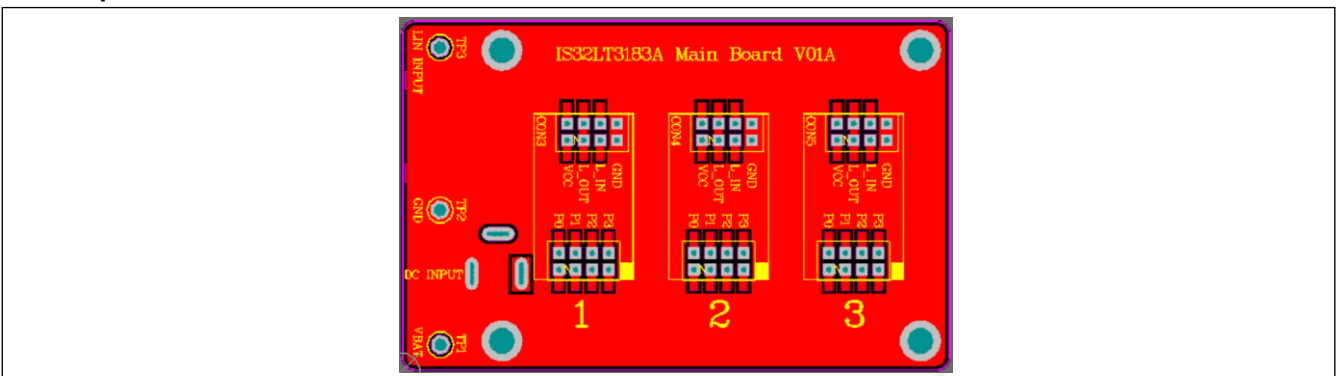 IS32LT3183A Main Board V01A
LIN INPUT
TP3
CON3
VCC
L_OUT
L_IN
GND
CON4
VCC
L_OUT
L_IN
GND
CON5
VCC
L_OUT
L_IN
GND
GND
TP2
P0 P1 P2 P3
P0 P1 P2 P3
P0 P1 P2 P3
DC INPUT
1 2 3
VBAT
TP1